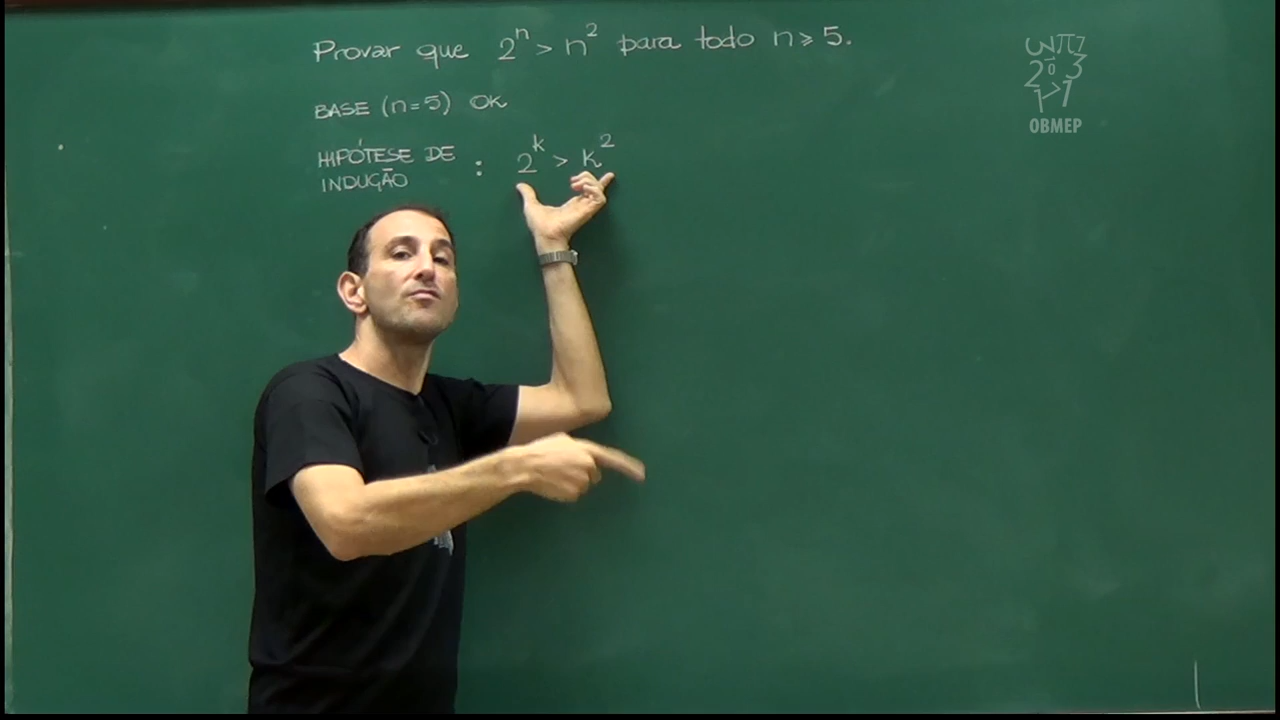 Provar que 2ⁿ > n² para todo n ⩾ 5.
BASE (n=5) OK
HIPÓTESE DE
INDUÇÃO : 2ᵏ > k²
OBMEP